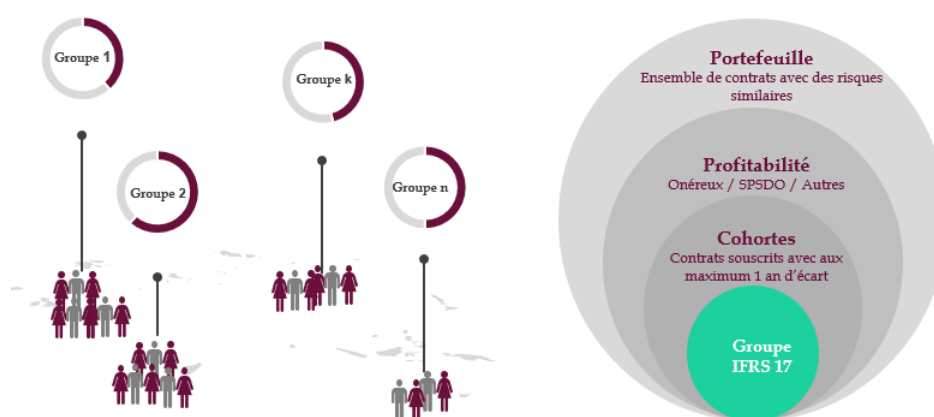 Groupe 1
Groupe k
Groupe 2
Groupe n
Portefeuille
Ensemble de contrats avec des risques
similaires
Profitabilité
Onéreux / SPSDO / Autres
Cohortes
Contrats souscrits avec aux
maximum 1 an d'écart
Groupe
IFRS 17